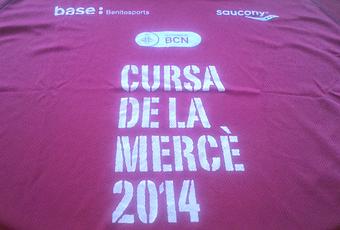 base: Benitosports saucony
BCN
CURSA
DE LA
MERCÈ
2014